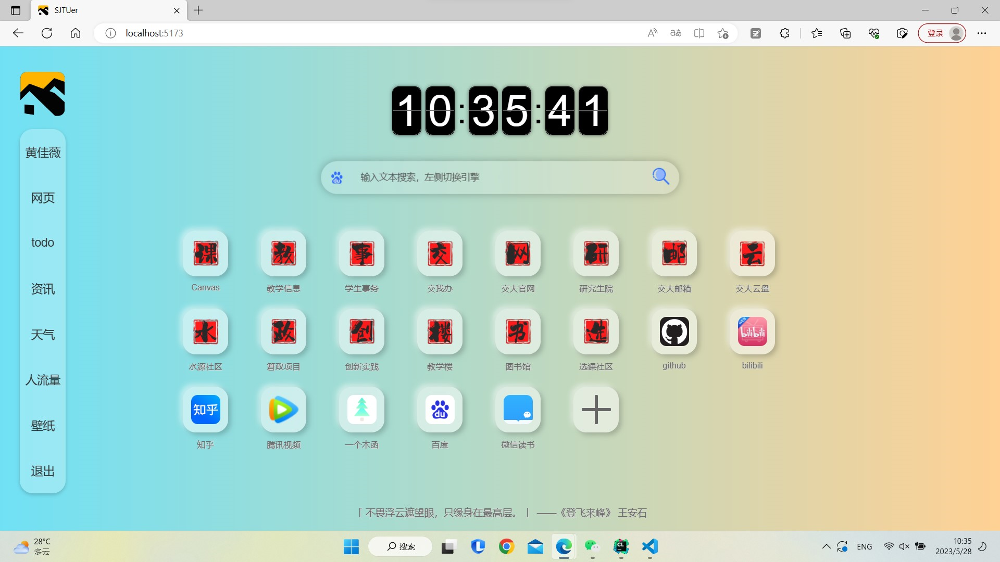 SJTUer
localhost:5173
登录
10:35:41
黄佳薇
网页
todo
资讯
天气
人流量
壁纸
退出
du
输入文本搜索，左侧切换引擎
课 教 事 交 网 研 邮 云
Canvas 教学信息 学生事务 交我办 交大官网 研究生院 交大邮箱 交大云盘
水 政 创 楼 书 选 WEB bilibili
水源社区 䇹政项目 创新实践 教学楼 图书馆 选课社区 github bilibili
知乎 du
知乎 腾讯视频 一个木函 百度 微信读书
「 不畏浮云遮望眼，只缘身在最高层。 」 ——《登飞来峰》 王安石
28°C
多云
搜索
CL
ENG
10:35
2023/5/28